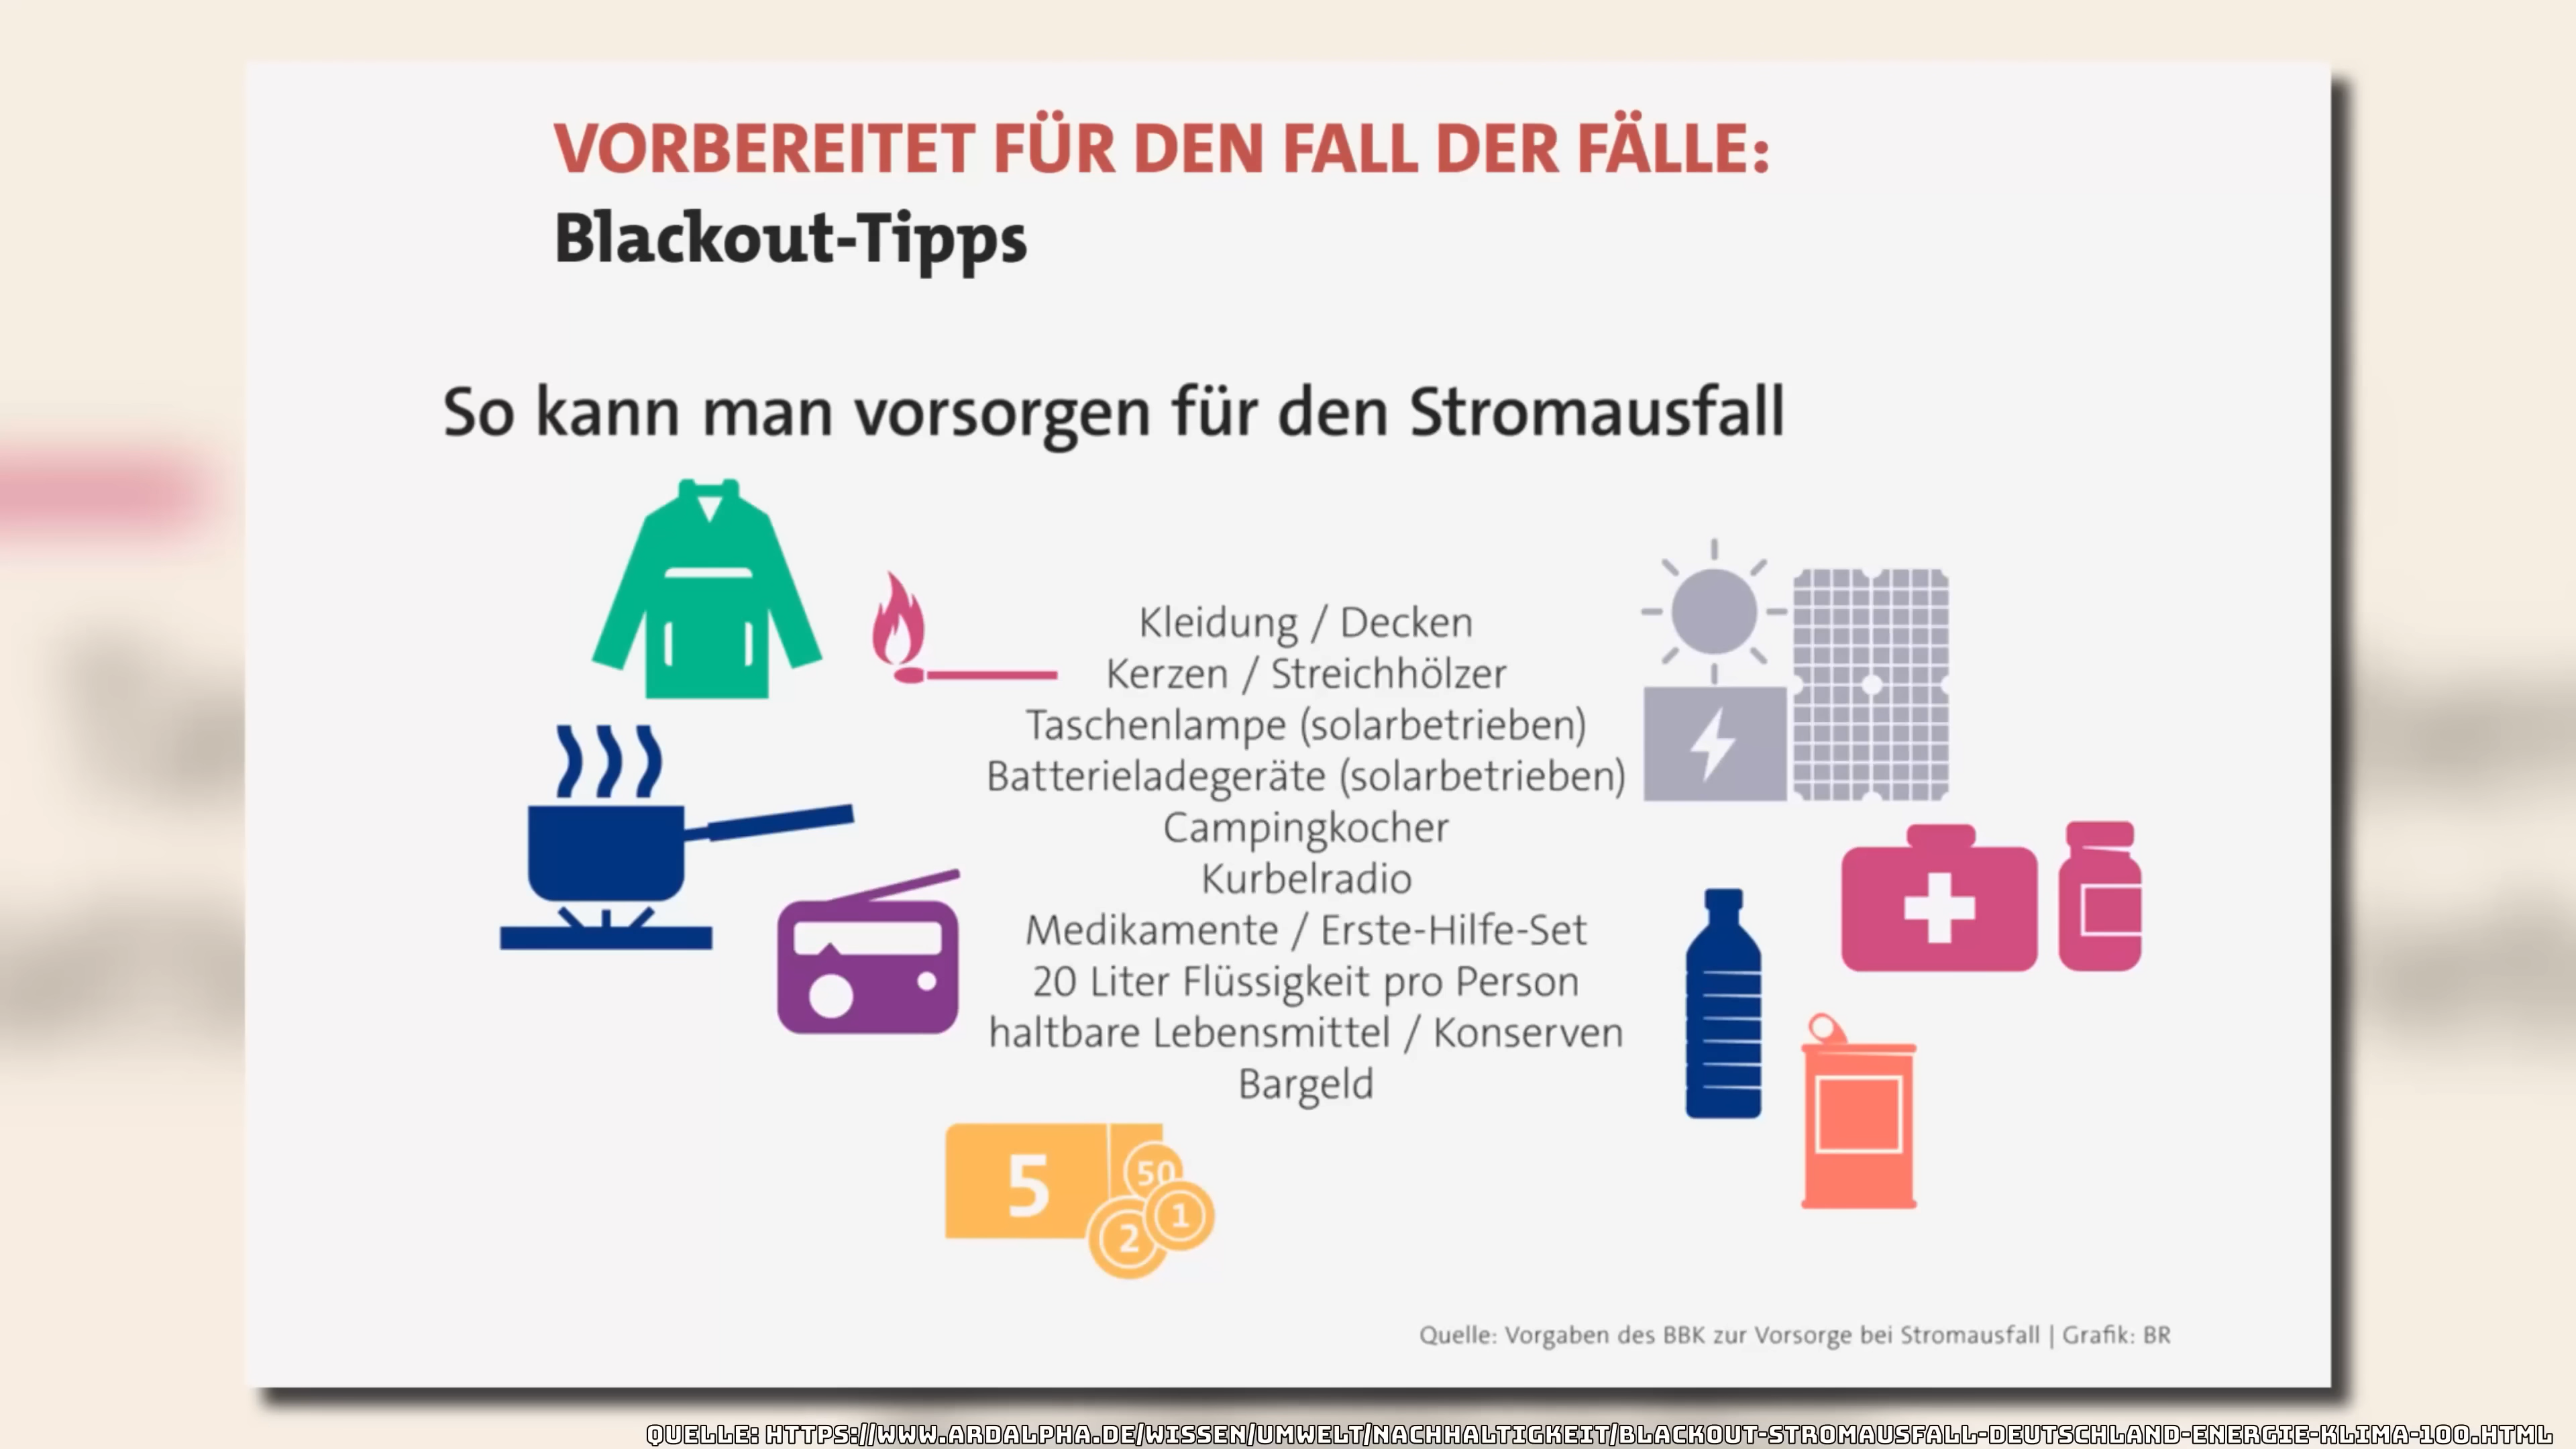 VORBEREITET FÜR DEN FALL DER FÄLLE:
Blackout-Tipps
So kann man vorsorgen für den Stromausfall
Kleidung / Decken
Kerzen / Streichhölzer
Taschenlampe (solarbetrieben)
Batterieladegeräte (solarbetrieben)
Campingkocher
Kurbelradio
Medikamente / Erste-Hilfe-Set
20 Liter Flüssigkeit pro Person
haltbare Lebensmittel / Konserven
Bargeld
5
50
1
2
Quelle: Vorgaben des BBK zur Vorsorge bei Stromausfall | Grafik: BR
QUELLE: HTTPS://WWW.ARDALPHA.DE/WISSEN/UMWELT/NACHHALTIGKEIT/BLACKOUT-STROMAUSFALL-DEUTSCHLAND-ENERGIE-KLIMA-100.HTML